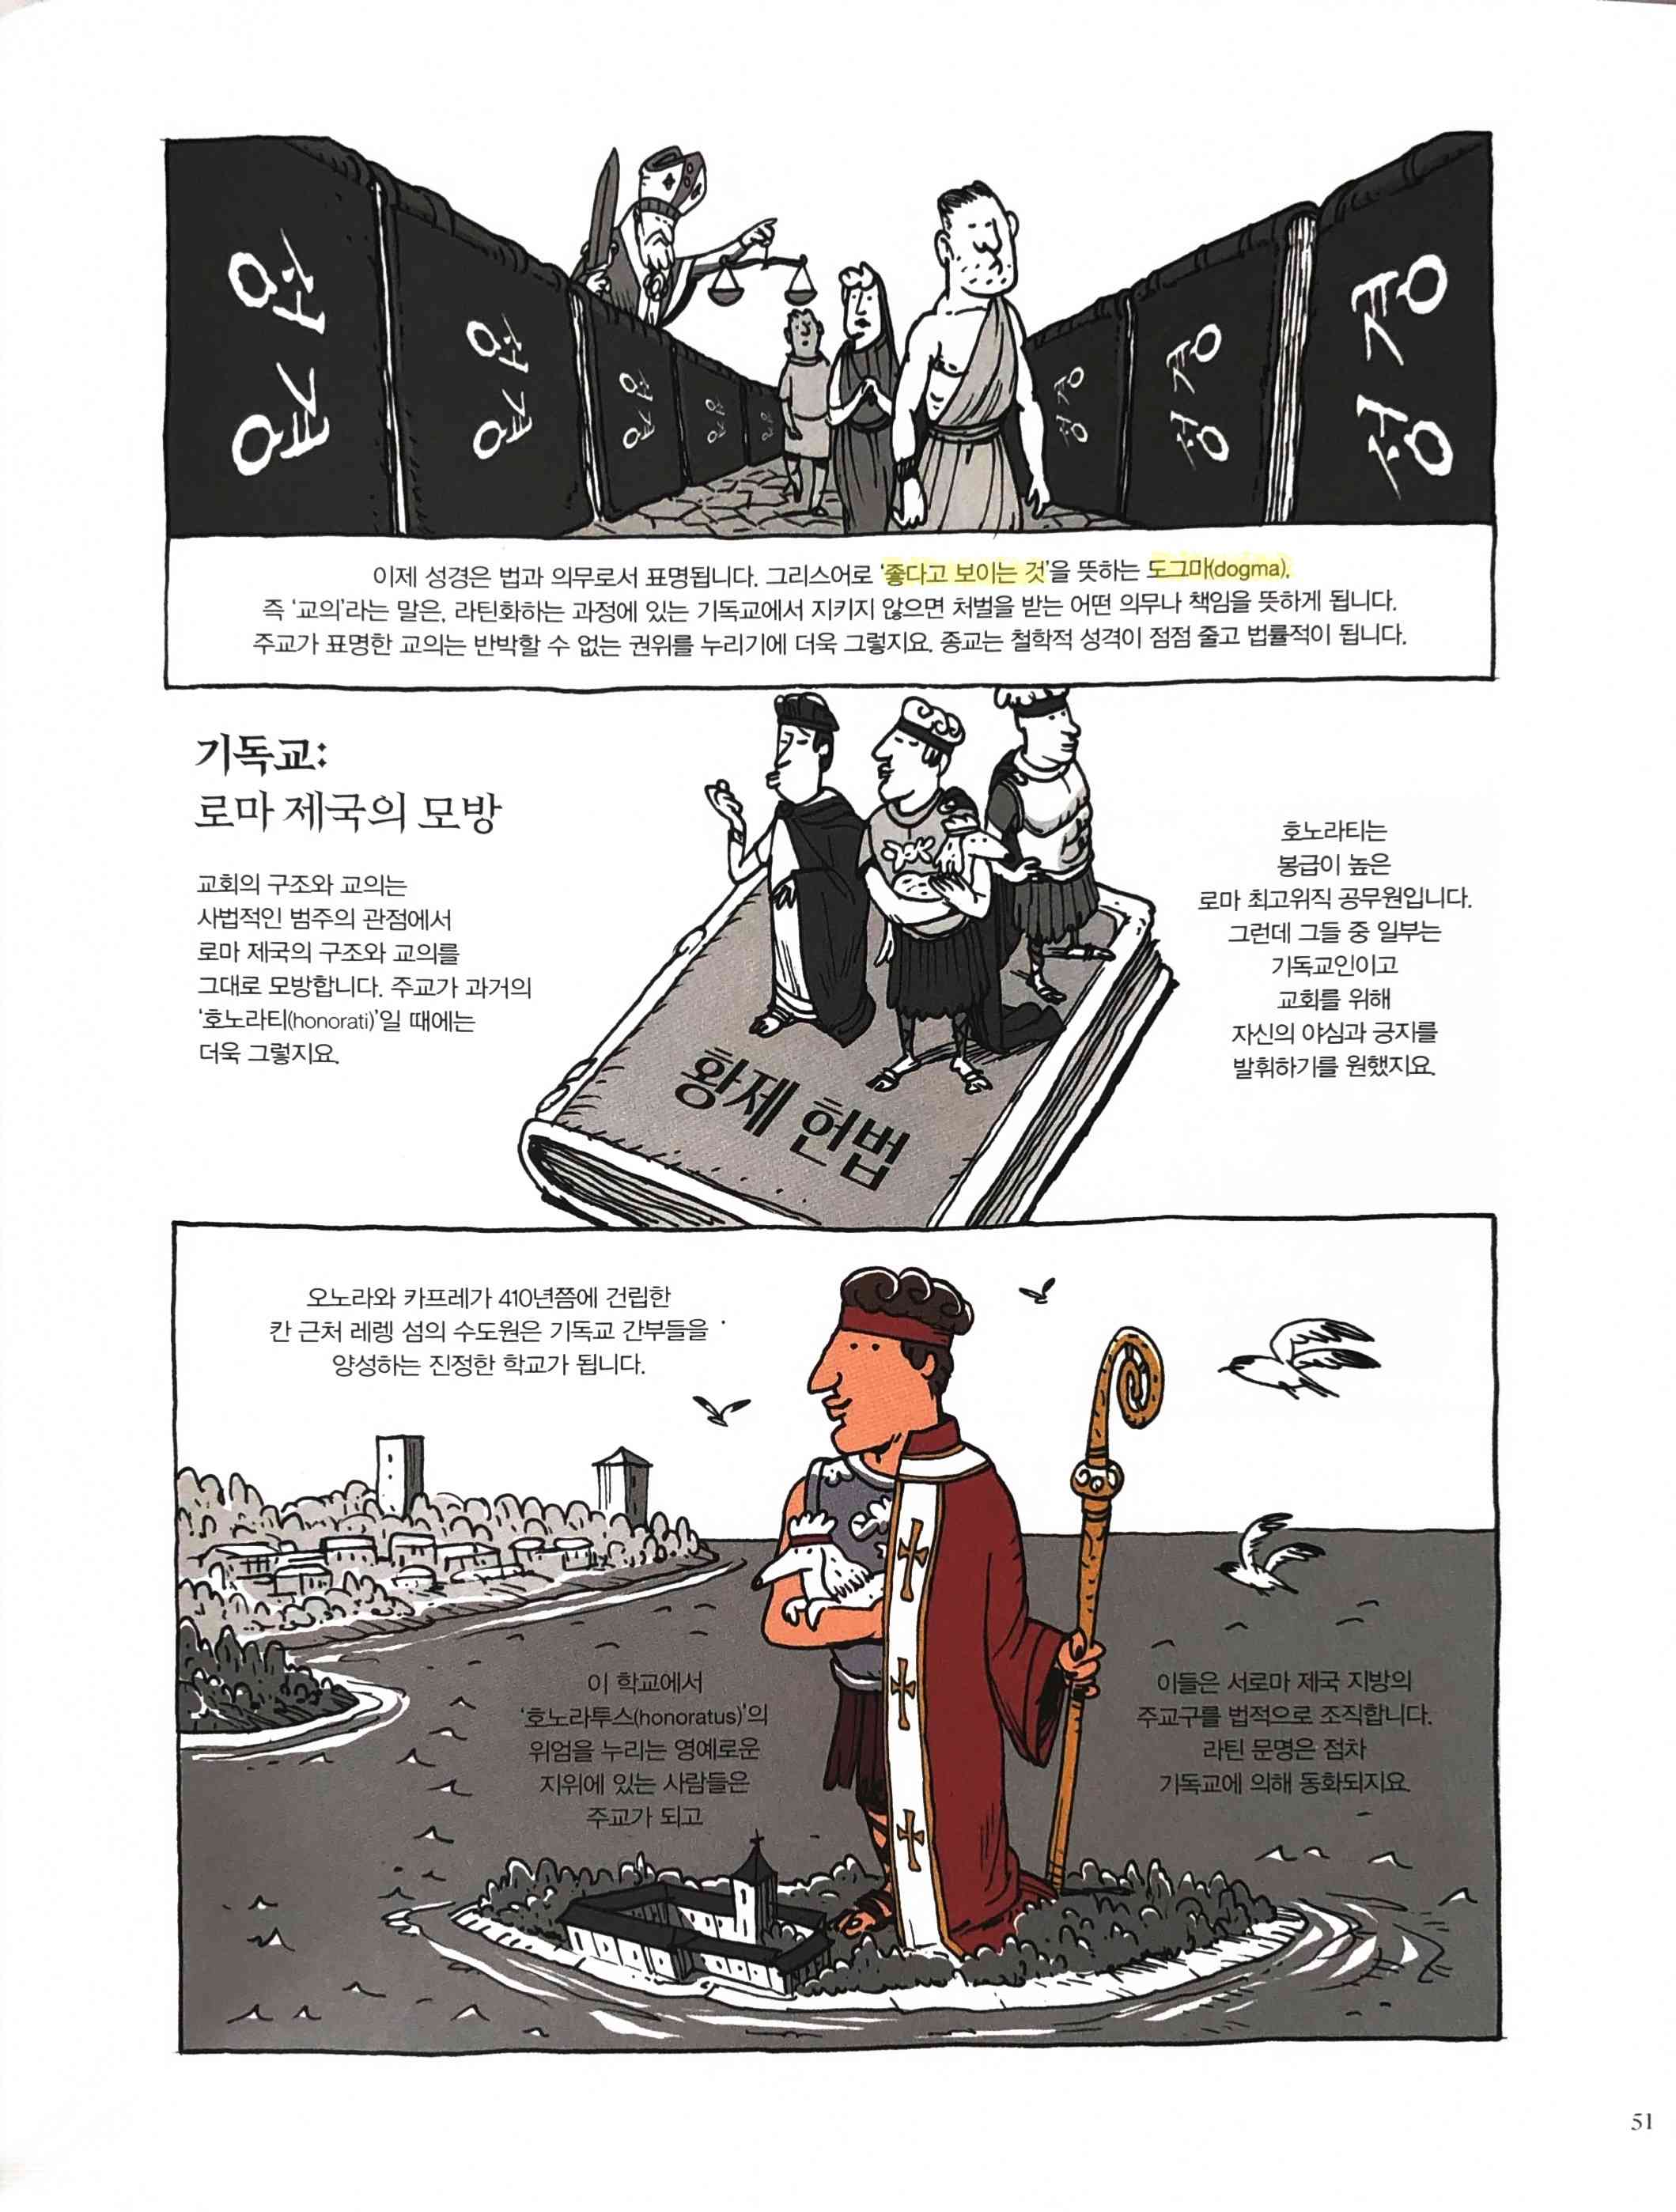 성경
성경
성경
성경
성경
성경
성경
성경
이제 성경은 법과 의무로서 표명됩니다. 그리스어로 '좋다고 보이는 것'을 뜻하는 도그마(dogma),
즉 '교의'라는 말은, 라틴화하는 과정에 있는 기독교에서 지키지 않으면 처벌을 받는 어떤 의무나 책임을 뜻하게 됩니다.
주교가 표명한 교의는 반박할 수 없는 권위를 누리기에 더욱 그렇지요. 종교는 철학적 성격이 점점 줄고 법률적이 됩니다.
기독교:
로마 제국의 모방
교회의 구조와 교의는
사법적인 범주의 관점에서
로마 제국의 구조와 교의를
그대로 모방합니다. 주교가 과거의
'호노라티(honorati)'일 때에는
더욱 그렇지요.
황제 헌법
호노라티는
봉급이 높은
로마 최고위직 공무원입니다.
그런데 그들 중 일부는
기독교인이고
교회를 위해
자신의 야심과 긍지를
발휘하기를 원했지요.
오노라와 카프레가 410년쯤에 건립한
칸 근처 레렝 섬의 수도원은 기독교 간부들을
양성하는 진정한 학교가 됩니다.
이 학교에서
'호노라투스(honoratus)'의
위엄을 누리는 영예로운
지위에 있는 사람들은
주교가 되고
이들은 서로마 제국 지방의
주교구를 법적으로 조직합니다.
라틴 문명은 점차
기독교에 의해 동화되지요.
51